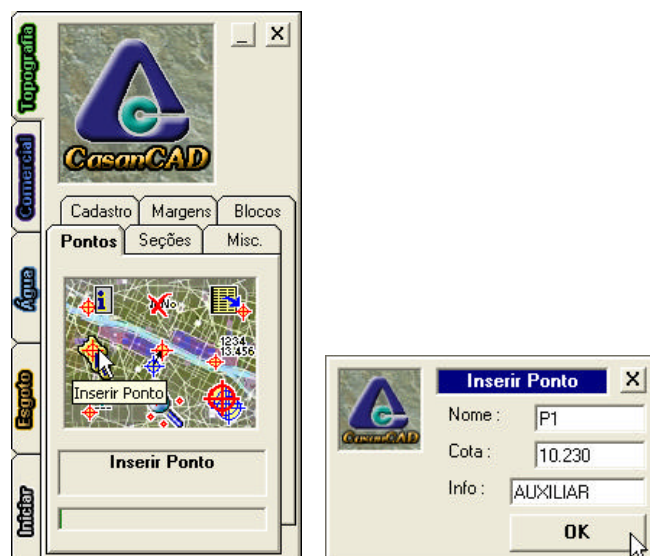 Topografia
Comercial
Água
Esgoto
Iniciar
CasanCAD
Cadastro Margens Blocos
Pontos Seções Misc.
1234
13.456
Inserir Ponto
Inserir Ponto
Inserir Ponto
CasanCAD
Nome : P1
Cota : 10.230
Info : AUXILIAR
OK